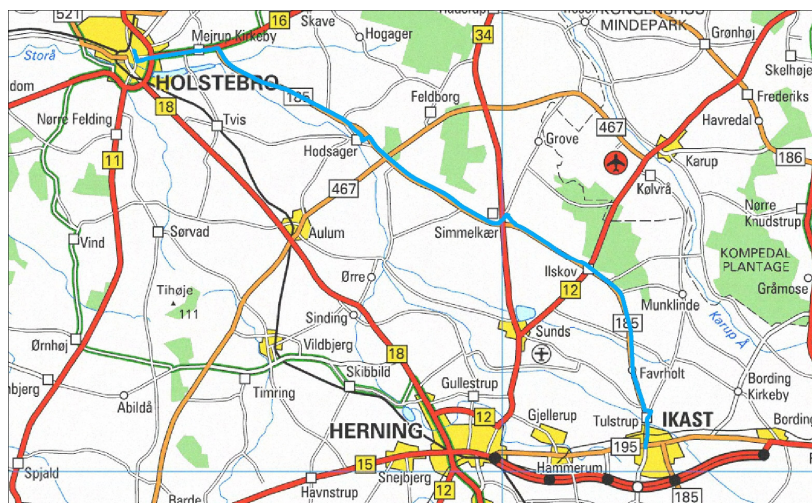 521
16
Skave
Hogager
34
MINDEPARK
Grønhøj
Storå
Mejrup Kirkeby
Skelhøje
HOLSTEBRO
185
18
Feldborg
Frederiks
Nørre Felding
Tvis
Grove
467
Havredal
11
Hodsager
Karup
186
467
Kølvrå
Nørre
Knudstrup
Simmelkær
Vind
Sørvad
Aulum
KOMPEDAL
PLANTAGE
Ilskov
Ørre
12
Gråmose
Tihøje
111
Munklinde
Karup Å
Sinding
185
Sunds
Ørnhøj
Vildbjerg
18
Favrholt
Skibbild
Gullestrup
Bording
Kirkeby
Abildå
Timring
12
Gjellerup
Tulstrup
IKAST
HERNING
195
Bording
15
Snejbjerg
Hammerum
Spjald
Havnstrup
12
185
Barde